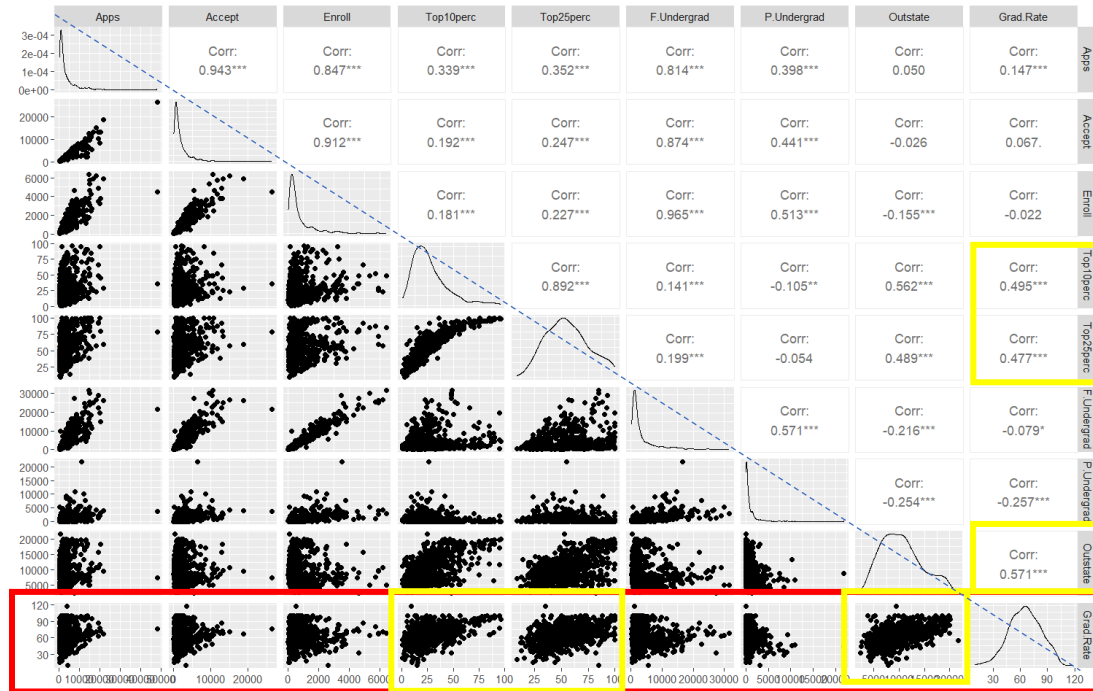 Apps Accept Enroll Top10perc Top25perc F.Undergrad P.Undergrad Outstate Grad.Rate
3e-04
2e-04
1e-04
0e+00
Corr: Corr: Corr: Corr: Corr: Corr: Corr: Corr:
0.943*** 0.847*** 0.339*** 0.352*** 0.814*** 0.398*** 0.050 0.147***
Apps
20000
10000
0
Corr: Corr: Corr: Corr: Corr: Corr: Corr:
0.912*** 0.192*** 0.247*** 0.874*** 0.441*** -0.026 0.067.
Accept
6000
4000
2000
0
Corr: Corr: Corr: Corr: Corr: Corr:
0.181*** 0.227*** 0.965*** 0.513*** -0.155*** -0.022
Enroll
100
75
50
25
0
Corr: Corr: Corr: Corr: Corr:
0.892*** 0.141*** -0.105** 0.562*** 0.495***
Top10perc
100
75
50
25
Corr: Corr: Corr: Corr:
0.199*** -0.054 0.489*** 0.477***
Top25perc
30000
20000
10000
0
Corr: Corr: Corr:
0.571*** -0.216*** -0.079*
F.Undergrad
20000
15000
10000
5000
0
Corr: Corr:
-0.254*** -0.257***
P.Undergrad
20000
15000
10000
5000
Corr:
0.571***
Outstate
120
90
60
30
Grad.Rate
0 10000 0 10000 20000 0 2000 4000 6000 0 25 50 75 100 25 50 75 100 0 10000 20000 30000 0 5000 30 60 90 120